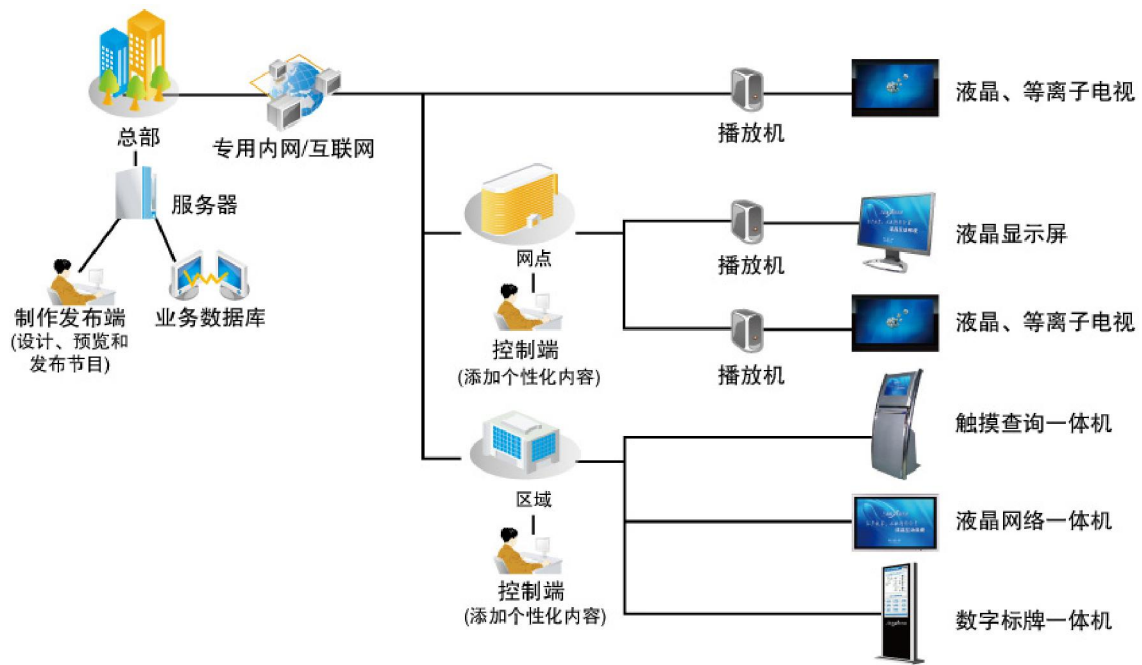 总部
专用内网/互联网
播放机
液晶、等离子电视
服务器
制作发布端
(设计、预览和
发布节目)
业务数据库
网点
控制端
(添加个性化内容)
播放机
液晶显示屏
播放机
液晶、等离子电视
区域
控制端
(添加个性化内容)
触摸查询一体机
液晶网络一体机
数字标牌一体机